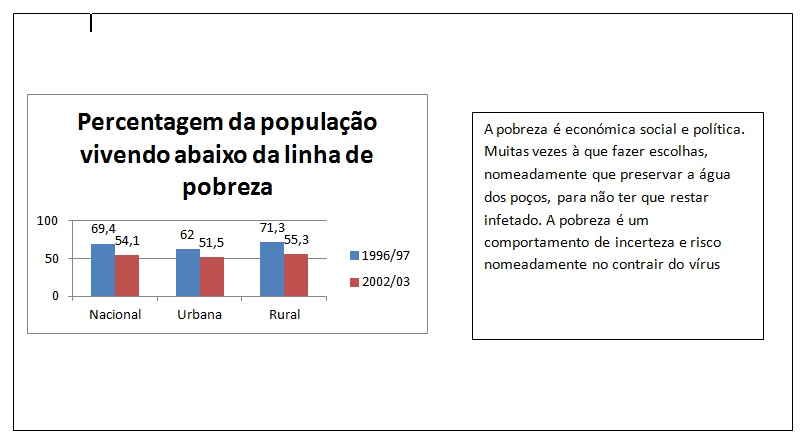 Percentagem da população
vivendo abaixo da linha de
pobreza
100
50
0
69,4
54,1
62
51,5
71,3
55,3
Nacional
Urbana
Rural
1996/97
2002/03
A pobreza é económica social e política.
Muitas vezes à que fazer escolhas,
nomeadamente que preservar a água
dos poços, para não ter que restar
infetado. A pobreza é um
comportamento de incerteza e risco
nomeadamente no contrair do vírus